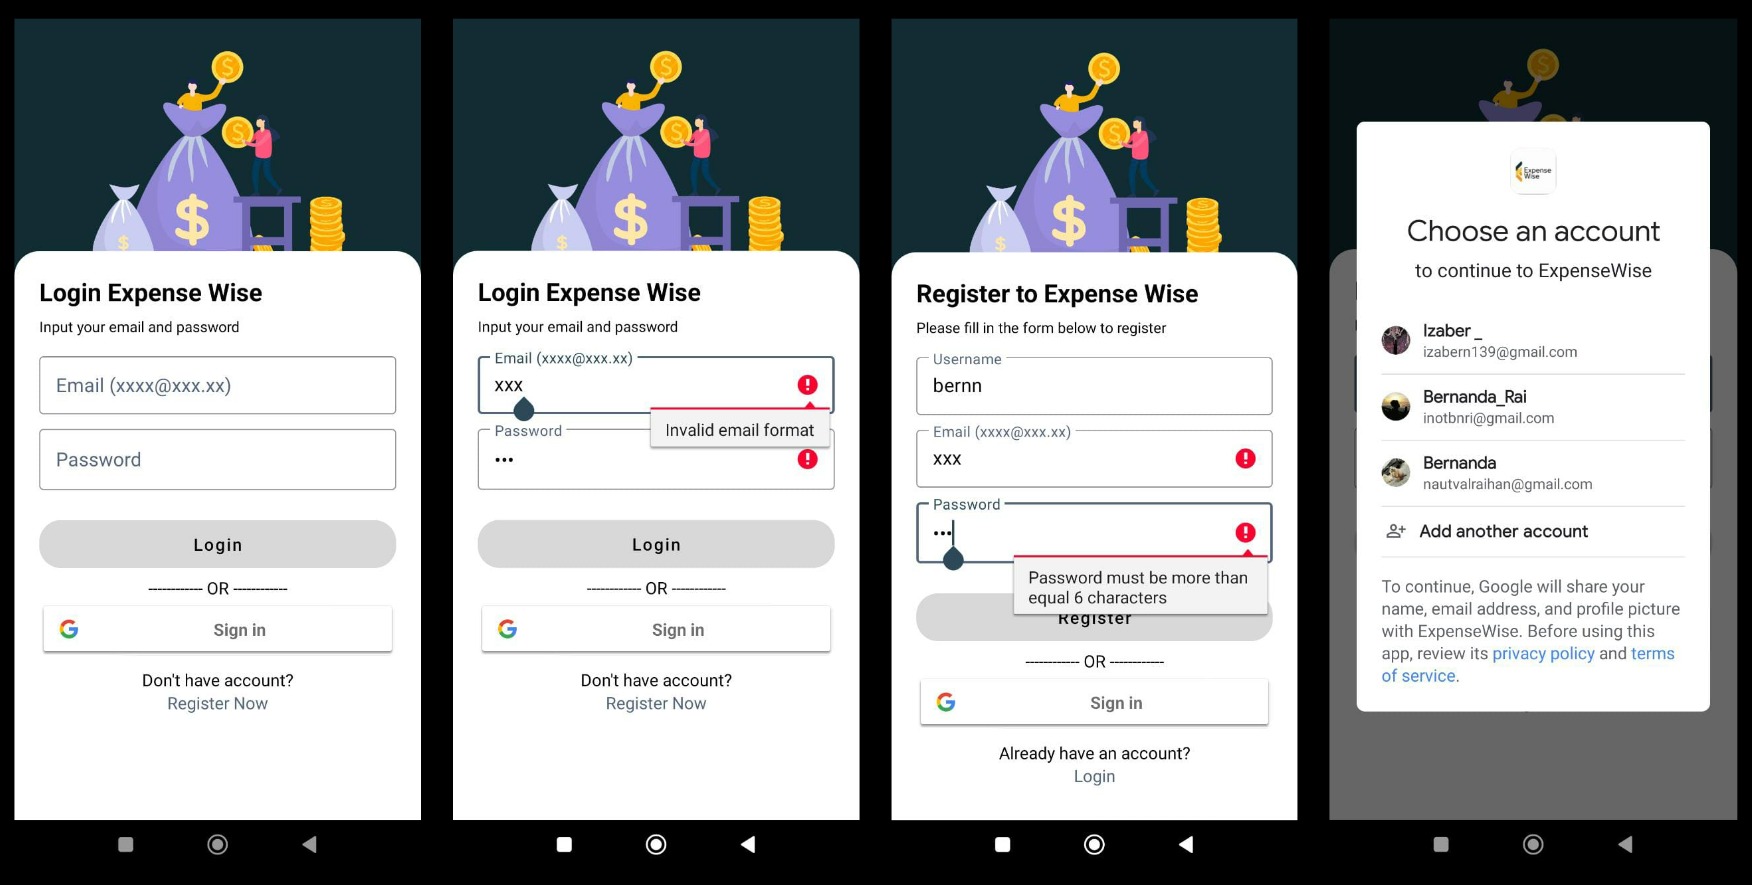 Login Expense Wise
Input your email and password
Email (xxxx@xxx.xx)
Password
Login
------------ OR ------------
Sign in
Don't have account?
Register Now
Login Expense Wise
Input your email and password
Email (xxxx@xxx.xx)
xxx
Invalid email format
Password
•••
Login
------------ OR ------------
Sign in
Don't have account?
Register Now
Register to Expense Wise
Please fill in the form below to register
Username
bernn
Email (xxxx@xxx.xx)
xxx
Password
•••
Password must be more than
equal 6 characters
Register
------------ OR ------------
Sign in
Already have an account?
Login
Expense
Wise
Choose an account
to continue to ExpenseWise
Izaber _
izabern139@gmail.com
Bernanda_Rai
inotbnri@gmail.com
Bernanda
nautvalraihan@gmail.com
Add another account
To continue, Google will share your
name, email address, and profile picture
with ExpenseWise. Before using this
app, review its privacy policy and terms
of service.